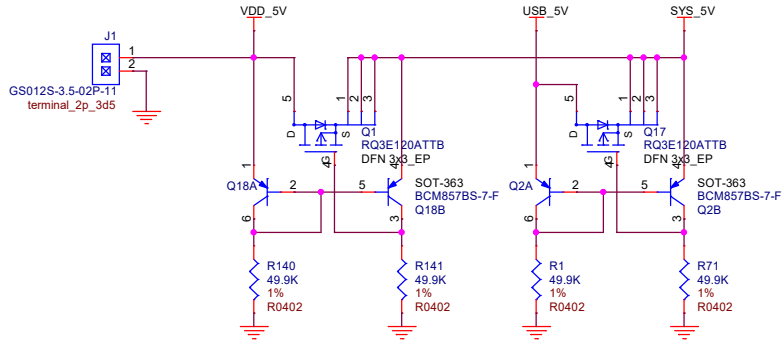 VDD_5V
USB_5V
SYS_5V
J1
1
2
GS012S-3.5-02P-11
terminal_2p_3d5
5
1
2
3
D
S
4
G
Q1
RQ3E120ATTB
DFN 3x3_EP
5
1
2
3
D
S
4
G
Q17
RQ3E120ATTB
DFN 3x3_EP
1
Q18A
2
6
5
4
3
SOT-363
BCM857BS-7-F
Q18B
1
Q2A
2
6
5
4
3
SOT-363
BCM857BS-7-F
Q2B
R140
49.9K
1%
R0402
R141
49.9K
1%
R0402
R1
49.9K
1%
R0402
R71
49.9K
1%
R0402